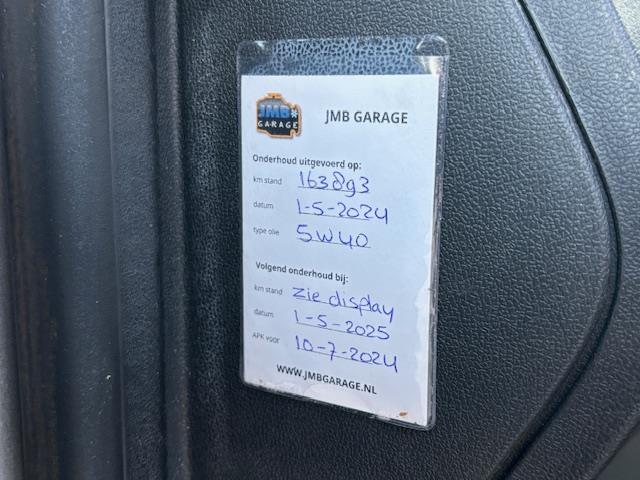 JMB
GARAGE
JMB GARAGE
Onderhoud uitgevoerd op:
km stand 163893
datum 1-5-2024
type olie 5W40
Volgend onderhoud bij:
km stand zie display
datum 1-5-2025
APK voor 10-7-2024
WWW.JMBGARAGE.NL